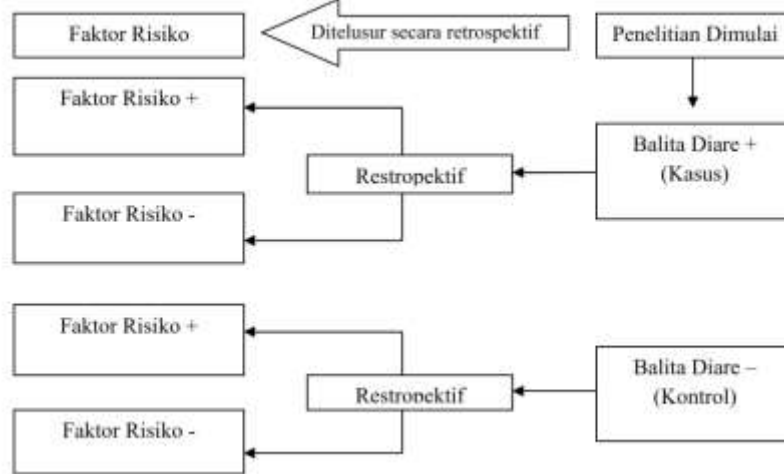 Faktor Risiko
Ditelusur secara retrospektif
Penelitian Dimulai
Faktor Risiko +
Balita Diare +
(Kasus)
Restropektif
Faktor Risiko -
Faktor Risiko +
Balita Diare –
(Kontrol)
Restropektif
Faktor Risiko -